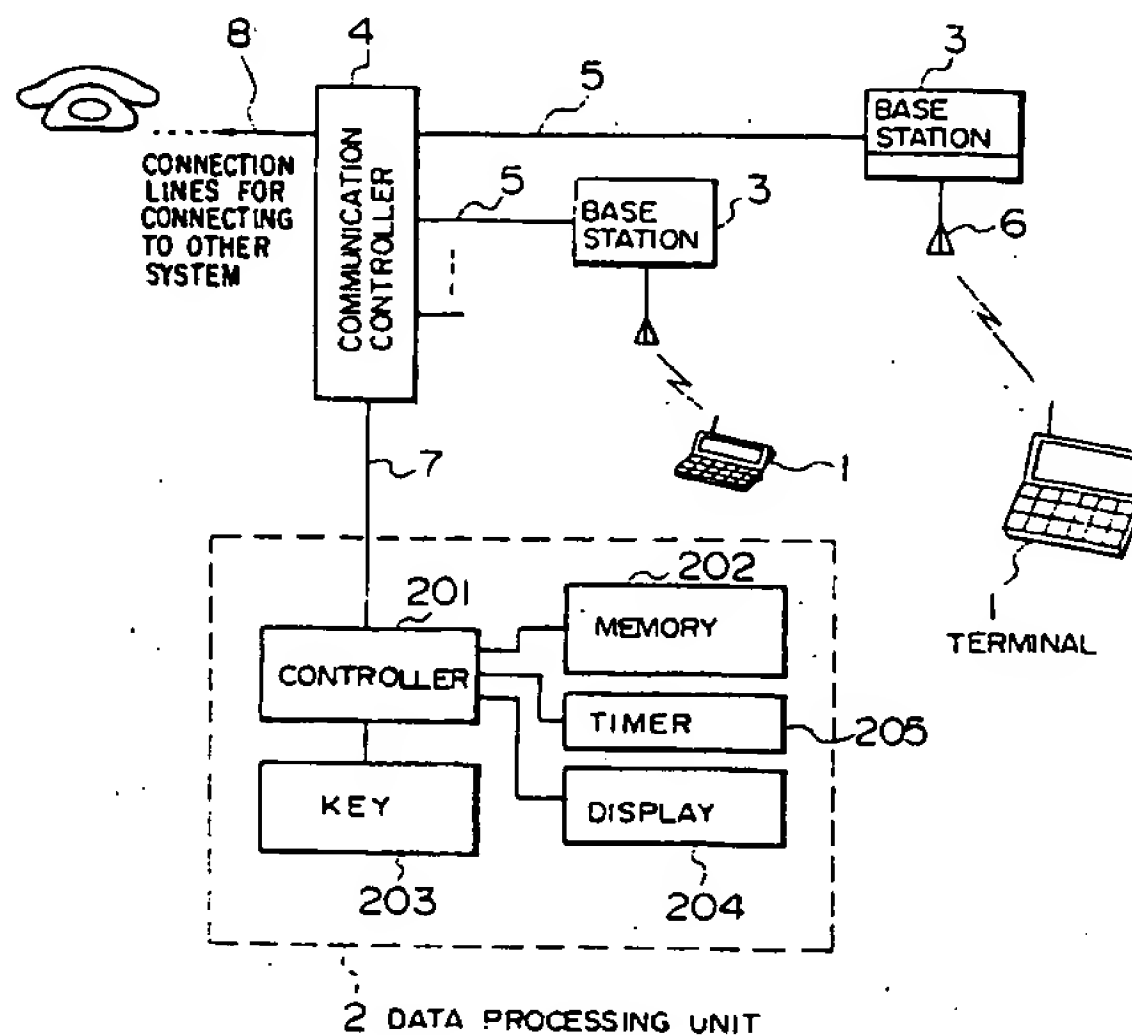 8
4
3
5
BASE
STATION
CONNECTION
LINES FOR
CONNECTING
TO OTHER
SYSTEM
COMMUNICATION
CONTROLLER
5
BASE
STATION
3
6
7
1
1
TERMINAL
201
CONTROLLER
202
MEMORY
TIMER
205
KEY
203
DISPLAY
204
2 DATA PROCESSING UNIT